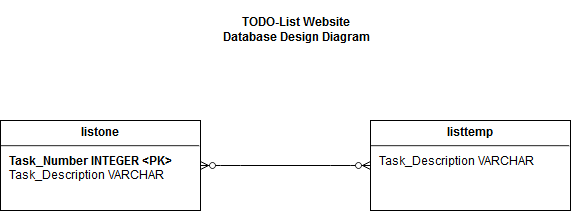 TODO-List Website
Database Design Diagram
listone
Task_Number INTEGER <PK>
Task_Description VARCHAR
listtemp
Task_Description VARCHAR